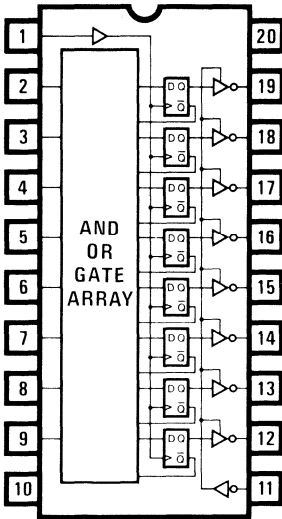 1 20
2 D Q Q 19
3 D Q Q 18
4 D Q Q 17
5 D Q Q 16
AND
OR
GATE
ARRAY
6 D Q Q 15
7 D Q Q 14
8 D Q Q 13
9 D Q Q 12
10 11